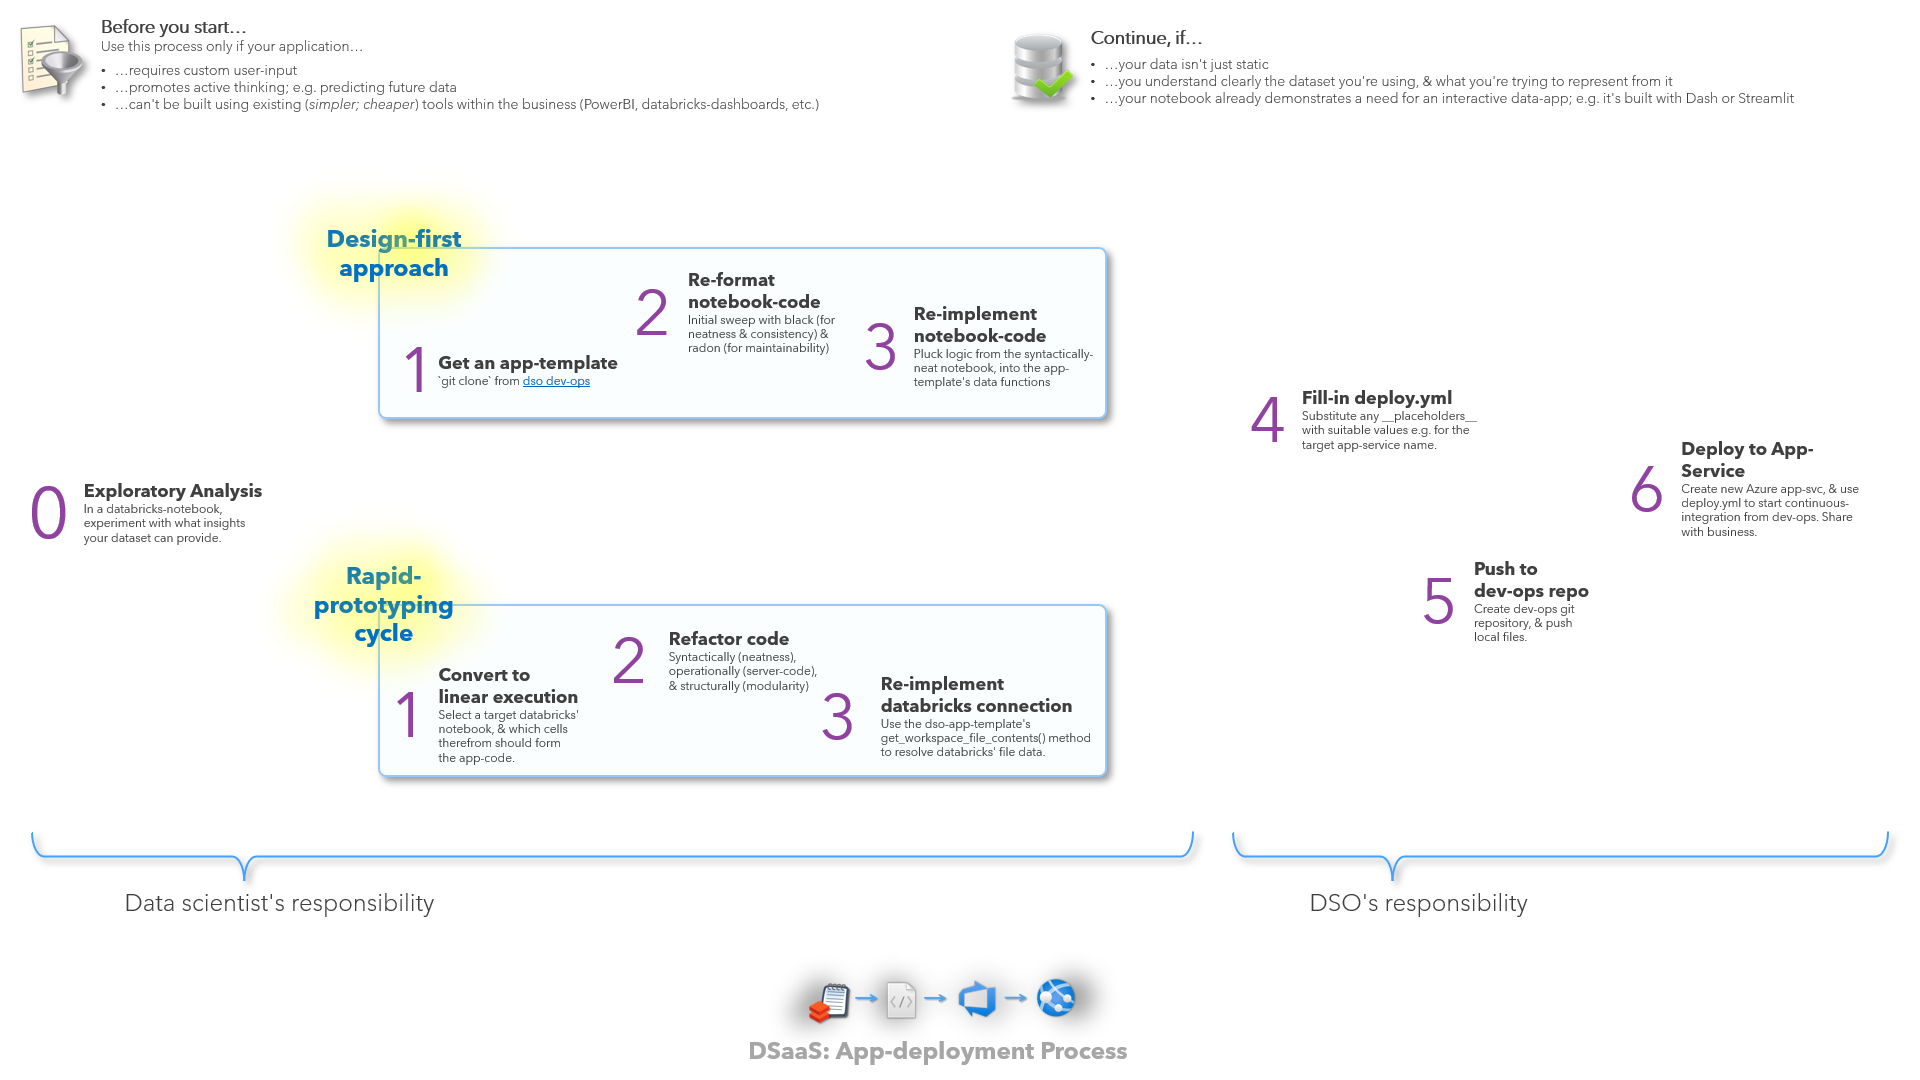 Before you start…
Use this process only if your application…
• …requires custom user-input
• …promotes active thinking; e.g. predicting future data
• …can't be built using existing (simpler; cheaper) tools within the business (PowerBI, databricks-dashboards, etc.)
Continue, if…
• …your data isn't just static
• …you understand clearly the dataset you're using, & what you're trying to represent from it
• …your notebook already demonstrates a need for an interactive data-app; e.g. it's built with Dash or Streamlit
0
Exploratory Analysis
In a databricks-notebook,
experiment with what insights
your dataset can provide.
Design-first
approach
1
Get an app-template
`git clone` from dso dev-ops
2
Re-format
notebook-code
Initial sweep with black (for
neatness & consistency) &
radon (for maintainability)
3
Re-implement
notebook-code
Pluck logic from the syntactically-
neat notebook, into the app-
template's data functions
Rapid-
prototyping
cycle
1
Convert to
linear execution
Select a target databricks'
notebook, & which cells
therefrom should form
the app-code.
2
Refactor code
Syntactically (neatness),
operationally (server-code),
& structurally (modularity)
3
Re-implement
databricks connection
Use the dso-app-template's
get_workspace_file_contents() method
to resolve databricks' file data.
4
Fill-in deploy.yml
Substitute any __placeholders__
with suitable values e.g. for the
target app-service name.
5
Push to
dev-ops repo
Create dev-ops git
repository, & push
local files.
6
Deploy to App-
Service
Create new Azure app-svc, & use
deploy.yml to start continuous-
integration from dev-ops. Share
with business.
Data scientist's responsibility
DSO's responsibility
DSaaS: App-deployment Process